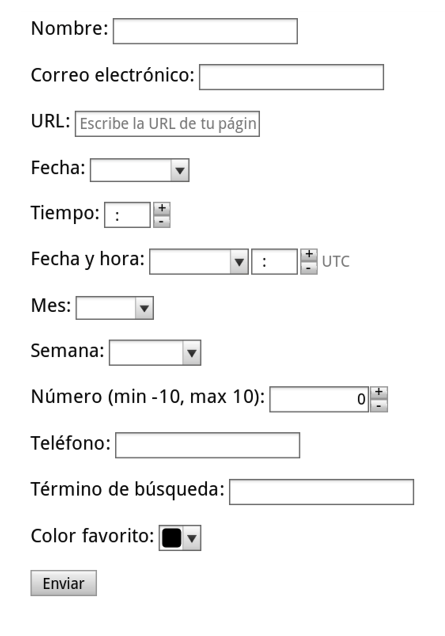 Nombre:
Correo electrónico:
URL: Escribe la URL de tu págin
Fecha:
Tiempo: : + -
Fecha y hora: : + - UTC
Mes:
Semana:
Número (min -10, max 10): 0 + -
Teléfono:
Término de búsqueda:
Color favorito:
Enviar